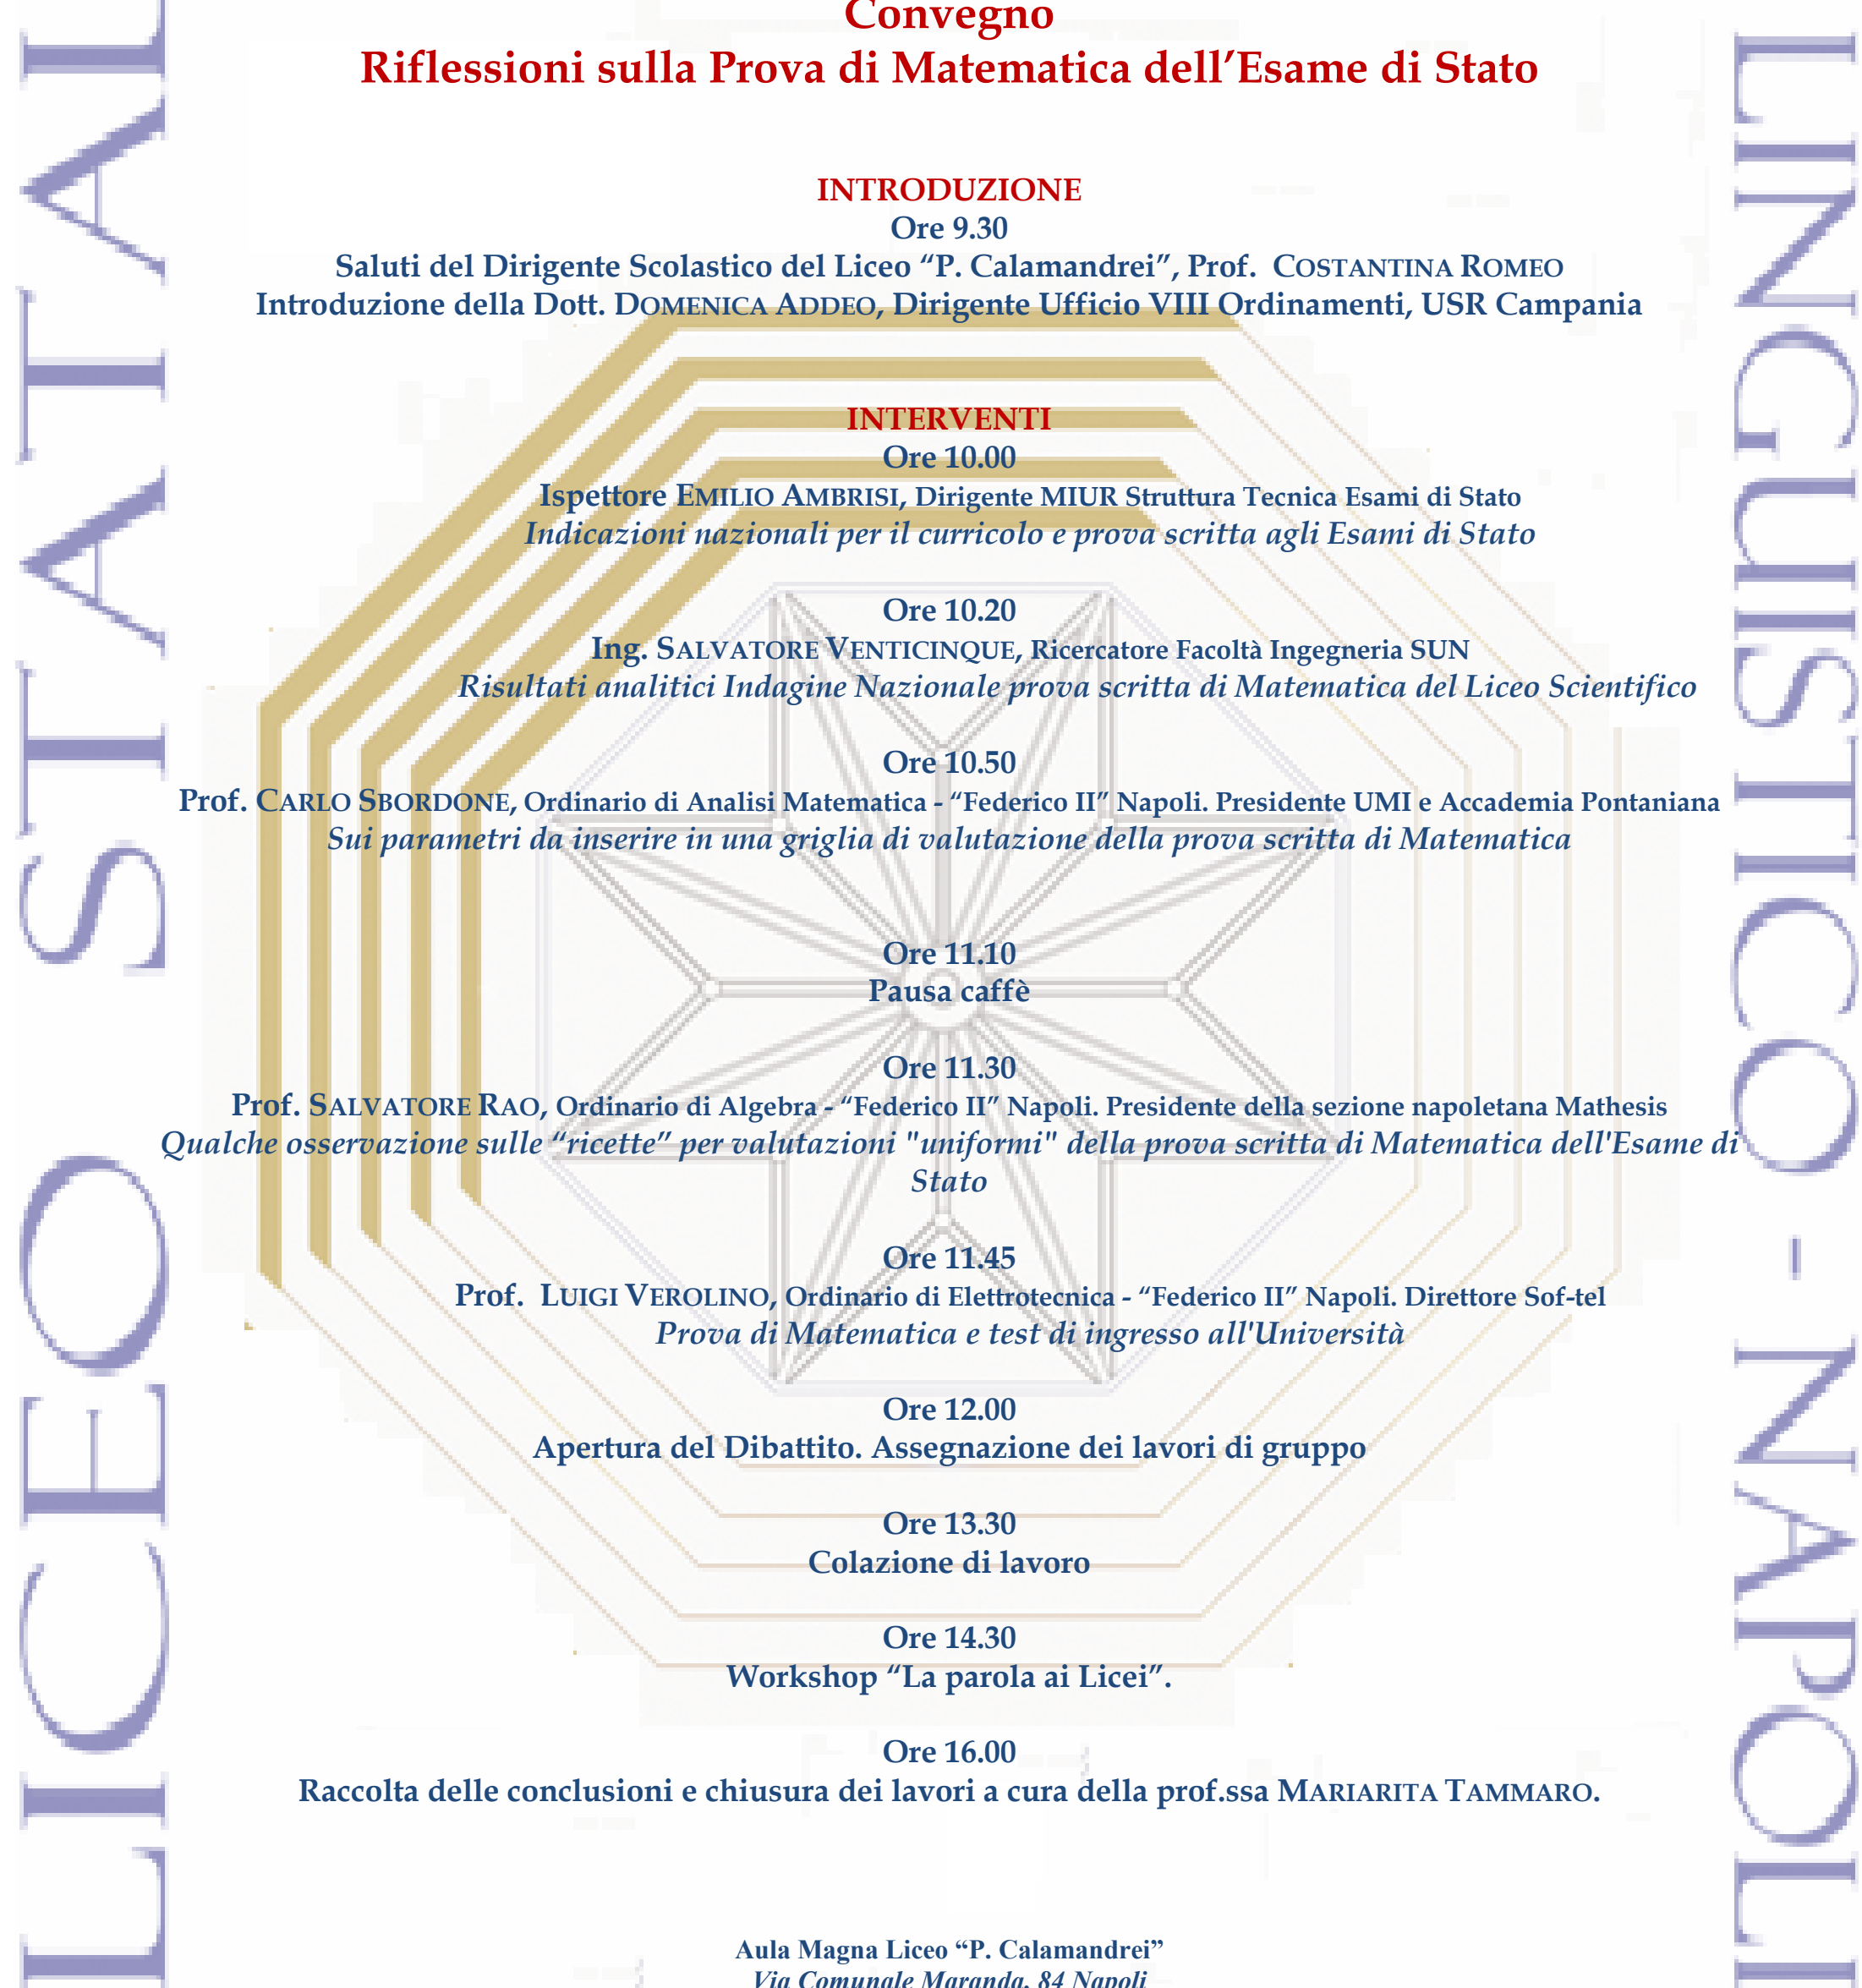 Convegno
Riflessioni sulla Prova di Matematica dell’Esame di Stato
INTRODUZIONE
Ore 9.30
Saluti del Dirigente Scolastico del Liceo “P. Calamandrei”, Prof. COSTANTINA ROMEO
Introduzione della Dott. DOMENICA ADDEO, Dirigente Ufficio VIII Ordinamenti, USR Campania
INTERVENTI
Ore 10.00
Ispettore EMILIO AMBRISI, Dirigente MIUR Struttura Tecnica Esami di Stato
Indicazioni nazionali per il curricolo e prova scritta agli Esami di Stato
Ore 10.20
Ing. SALVATORE VENTICINQUE, Ricercatore Facoltà Ingegneria SUN
Risultati analitici Indagine Nazionale prova scritta di Matematica del Liceo Scientifico
Ore 10.50
Prof. CARLO SBORDONE, Ordinario di Analisi Matematica - “Federico II” Napoli. Presidente UMI e Accademia Pontaniana
Sui parametri da inserire in una griglia di valutazione della prova scritta di Matematica
Ore 11.10
Pausa caffè
Ore 11.30
Prof. SALVATORE RAO, Ordinario di Algebra - “Federico II” Napoli. Presidente della sezione napoletana Mathesis
Qualche osservazione sulle “ricette” per valutazioni "uniformi" della prova scritta di Matematica dell'Esame di
Stato
Ore 11.45
Prof. LUIGI VEROLINO, Ordinario di Elettrotecnica - “Federico II” Napoli. Direttore Sof-tel
Prova di Matematica e test di ingresso all'Università
Ore 12.00
Apertura del Dibattito. Assegnazione dei lavori di gruppo
Ore 13.30
Colazione di lavoro
Ore 14.30
Workshop “La parola ai Licei”.
Ore 16.00
Raccolta delle conclusioni e chiusura dei lavori a cura della prof.ssa MARIARITA TAMMARO.
Aula Magna Liceo “P. Calamandrei”
Via Comunale Maranda, 84 Napoli
LICEO STATAL
LINGUISTICO - NAPOLI